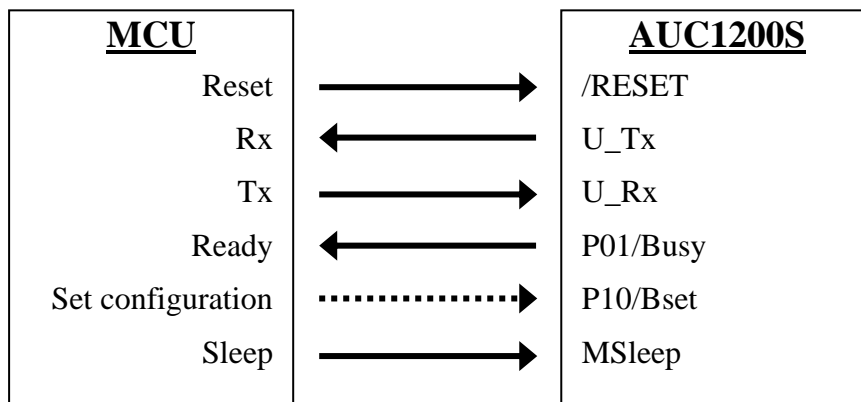 MCU AUC1200S
Reset /RESET
Rx U_Tx
Tx U_Rx
Ready P01/Busy
Set configuration P10/Bset
Sleep MSleep